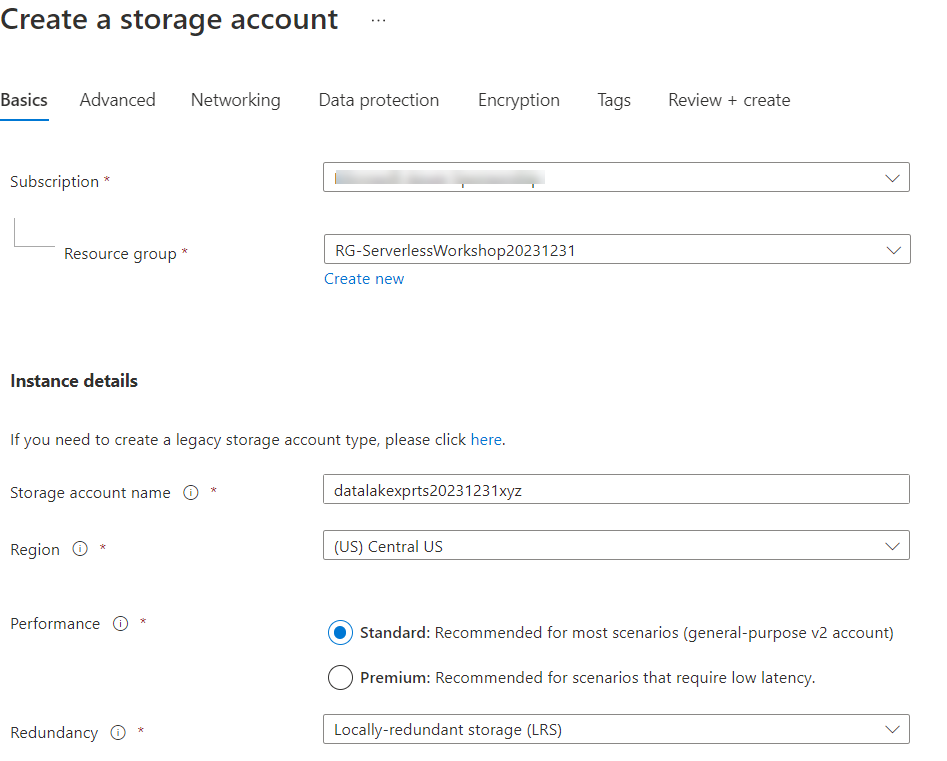 Create a storage account ...
Basics Advanced Networking Data protection Encryption Tags Review + create
Subscription *
Resource group * RG-ServerlessWorkshop20231231
Create new
Instance details
If you need to create a legacy storage account type, please click here.
Storage account name * datalakexprts20231231xyz
Region * (US) Central US
Performance * Standard: Recommended for most scenarios (general-purpose v2 account)
Premium: Recommended for scenarios that require low latency.
Redundancy * Locally-redundant storage (LRS)